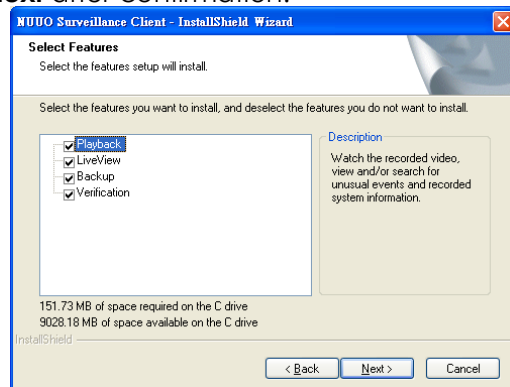 after confirmation.
NUUO Surveillance Client - InstallShield Wizard
Select Features
Select the features setup will install.
Select the features you want to install, and deselect the features you do not want to install.
Playback
LiveView
Backup
Verification
Description
Watch the recorded video,
view and/or search for
unusual events and recorded
system information.
151.73 MB of space required on the C drive
9028.18 MB of space available on the C drive
InstallShield
< Back
Next >
Cancel